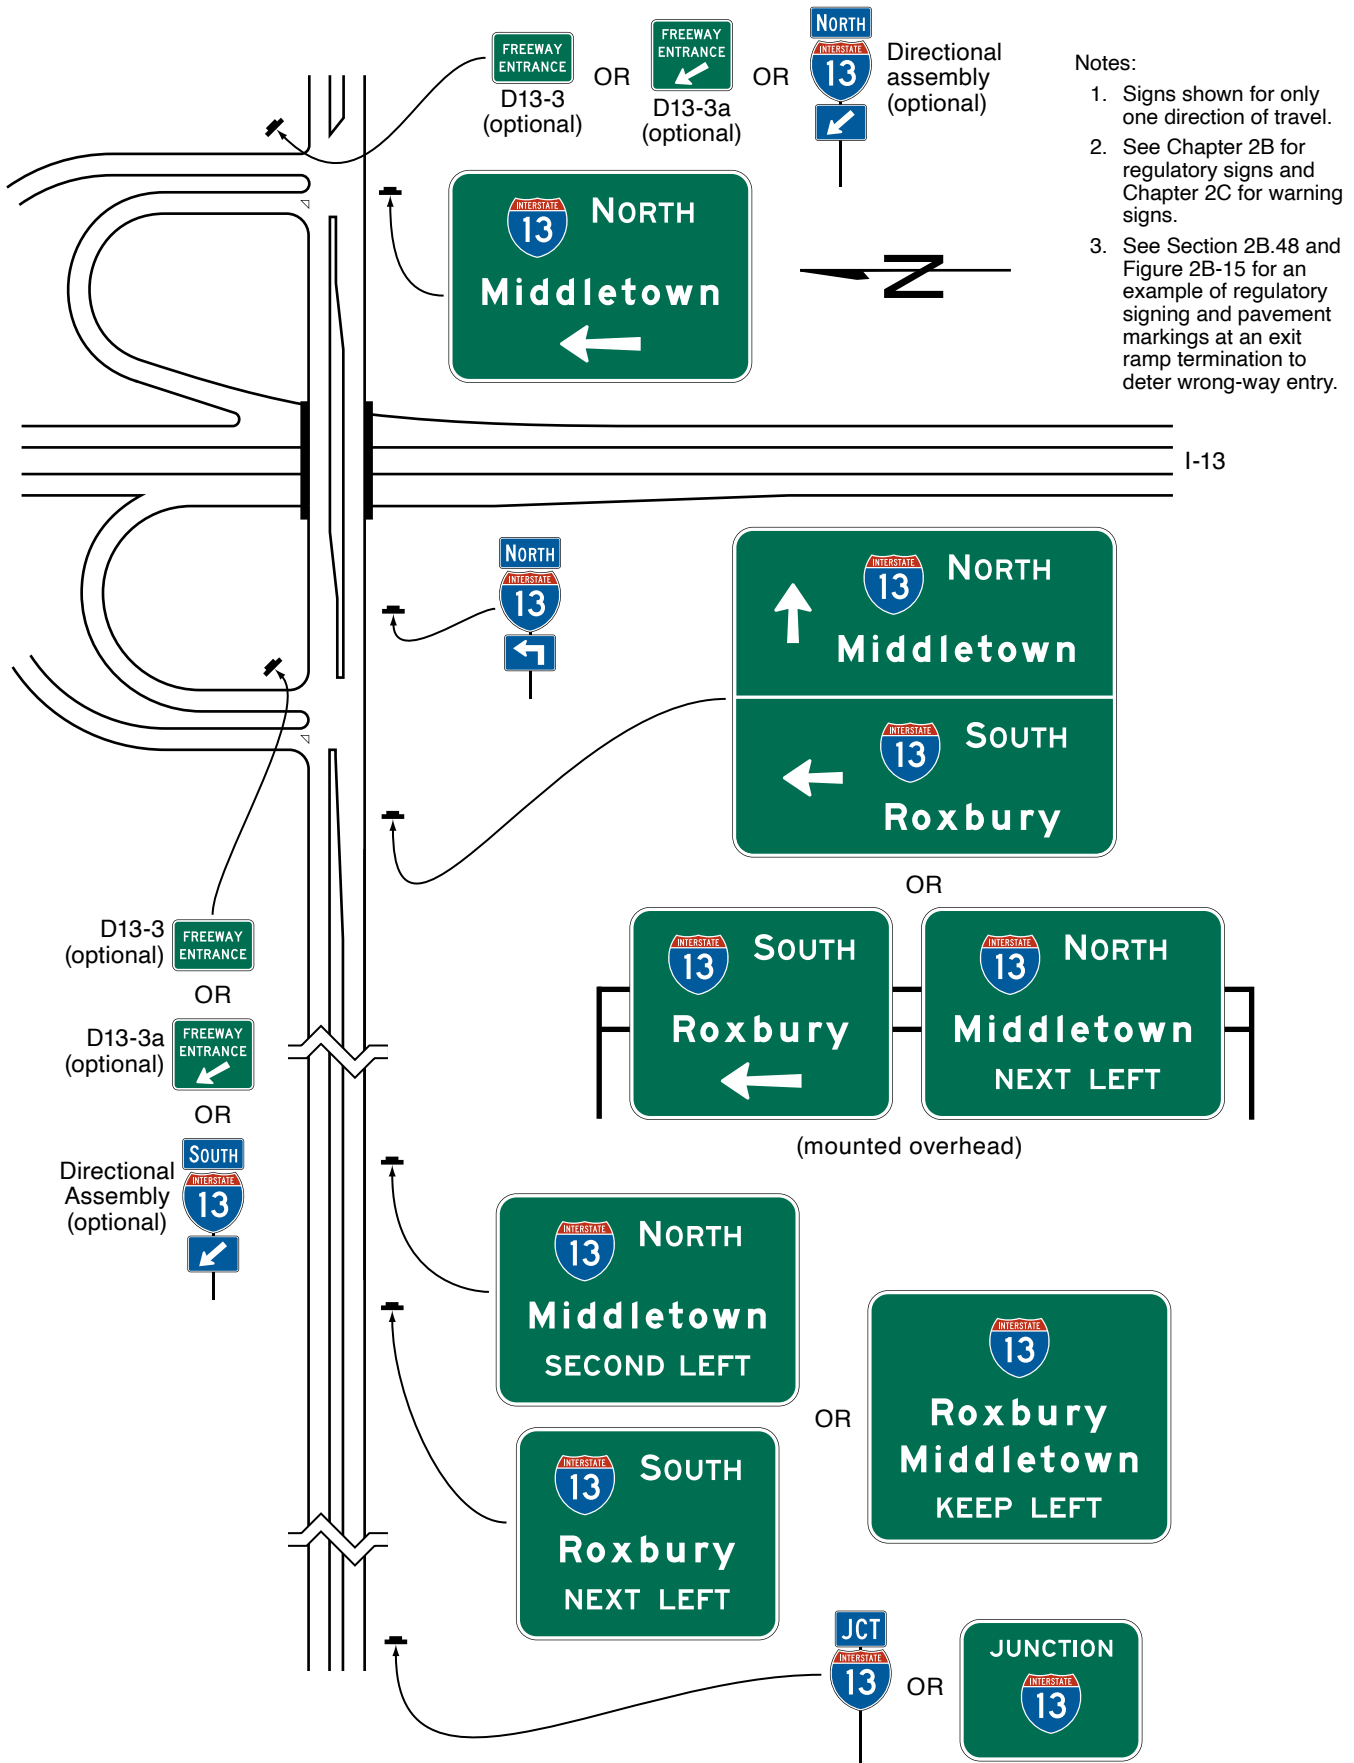 FREEWAY
ENTRANCE
D13-3
(optional)
OR
FREEWAY
ENTRANCE
D13-3a
(optional)
OR
NORTH
INTERSTATE
13
Directional
assembly
(optional)
Notes:
1. Signs shown for only
one direction of travel.
2. See Chapter 2B for
regulatory signs and
Chapter 2C for warning
signs.
3. See Section 2B.48 and
Figure 2B-15 for an
example of regulatory
signing and pavement
markings at an exit
ramp termination to
deter wrong-way entry.
INTERSTATE
13
NORTH
Middletown
N
I-13
NORTH
INTERSTATE
13
INTERSTATE
13
NORTH
Middletown
INTERSTATE
13
SOUTH
Roxbury
OR
INTERSTATE
13
SOUTH
Roxbury
INTERSTATE
13
NORTH
Middletown
NEXT LEFT
(mounted overhead)
D13-3
(optional)
FREEWAY
ENTRANCE
OR
D13-3a
(optional)
FREEWAY
ENTRANCE
OR
Directional
Assembly
(optional)
SOUTH
INTERSTATE
13
INTERSTATE
13
NORTH
Middletown
SECOND LEFT
INTERSTATE
13
SOUTH
Roxbury
NEXT LEFT
OR
INTERSTATE
13
Roxbury
Middletown
KEEP LEFT
JCT
INTERSTATE
13
OR
JUNCTION
INTERSTATE
13